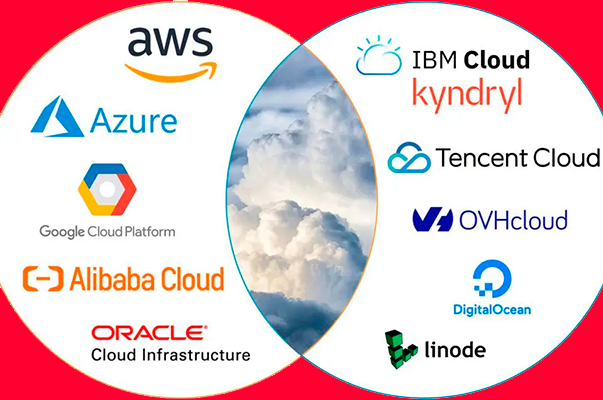 aws
Azure
Google Cloud Platform
Alibaba Cloud
ORACLE®
Cloud Infrastructure
IBM Cloud
kyndryl
Tencent Cloud
OVHcloud
DigitalOcean
linode